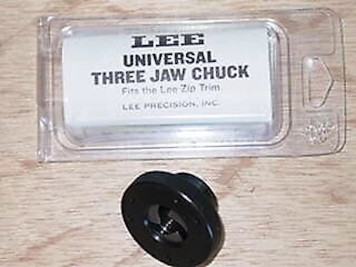 LEE
UNIVERSAL
THREE JAW CHUCK
Fits the Lee Zip Trim
LEE PRECISION, INC.